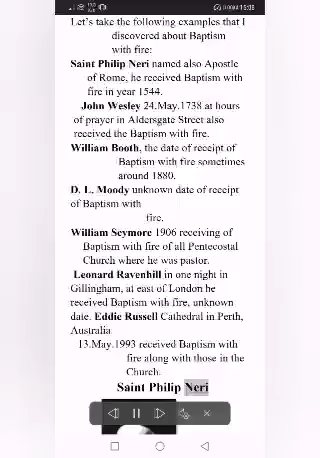 15:08
Let's take the following examples that I
discovered about Baptism
with fire:
Saint Philip Neri named also Apostle
of Rome, he received Baptism with
fire in year 1544.
John Wesley 24.May.1738 at hours
of prayer in Aldersgate Street also
received the Baptism with fire.
William Booth, the date of receipt of
Baptism with fire sometimes
around 1880.
D. L. Moody unknown date of receipt
of Baptism with
fire.
William Seymore 1906 receiving of
Baptism with fire of all Pentecostal
Church where he was pastor.
Leonard Ravenhill in one night in
Gillingham, at east of London he
received Baptism with fire, unknown
date. Eddie Russell Cathedral in Perth,
Australia
13.May.1993 received Baptism with
fire along with those in the
Church.
Saint Philip Neri